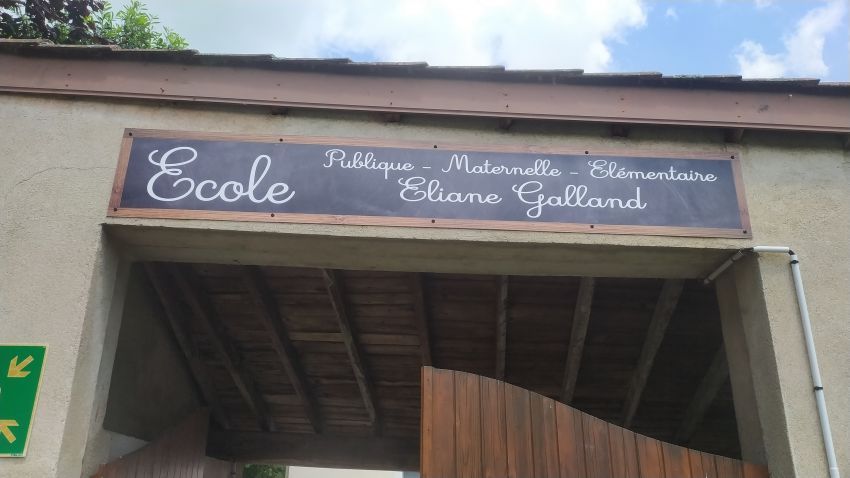 Ecole
Publique - Maternelle - Elémentaire
Eliane Galland